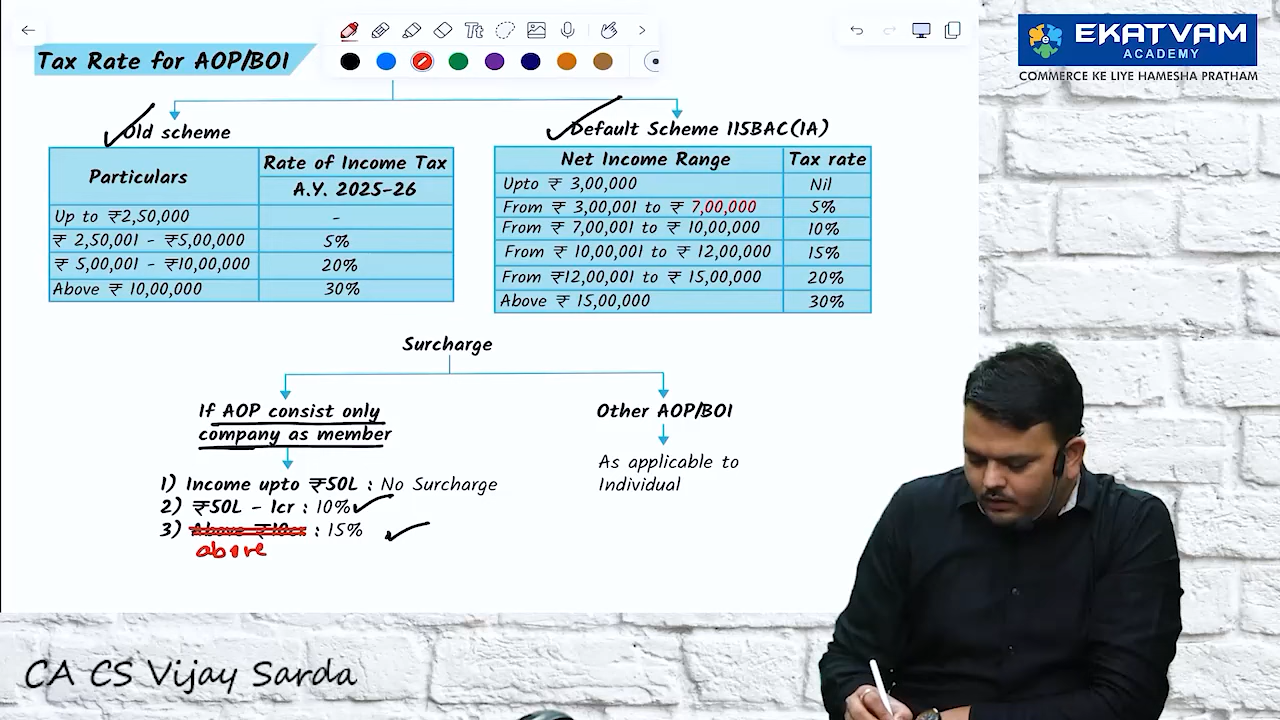 Tax Rate for AOP/BOI
Tt
EKATVAM
ACADEMY
COMMERCE KE LIYE HAMESHA PRATHAM
Old scheme
Particulars
Rate of Income Tax
A.Y. 2025-26
Up to ₹2,50,000 -
₹ 2,50,001 - ₹5,00,000 5%
₹ 5,00,001 - ₹10,00,000 20%
Above ₹ 10,00,000 30%
Default Scheme 115BAC(1A)
Net Income Range Tax rate
Upto ₹ 3,00,000 Nil
From ₹ 3,00,001 to ₹ 7,00,000 5%
From ₹ 7,00,001 to ₹ 10,00,000 10%
From ₹ 10,00,001 to ₹ 12,00,000 15%
From ₹12,00,001 to ₹ 15,00,000 20%
Above ₹ 15,00,000 30%
Surcharge
If AOP consist only
company as member
1) Income upto ₹50L : No Surcharge
2) ₹50L - 1cr : 10%
3) Above ₹10cr : 15%
above
Other AOP/BOI
As applicable to
Individual
CA CS Vijay Sarda